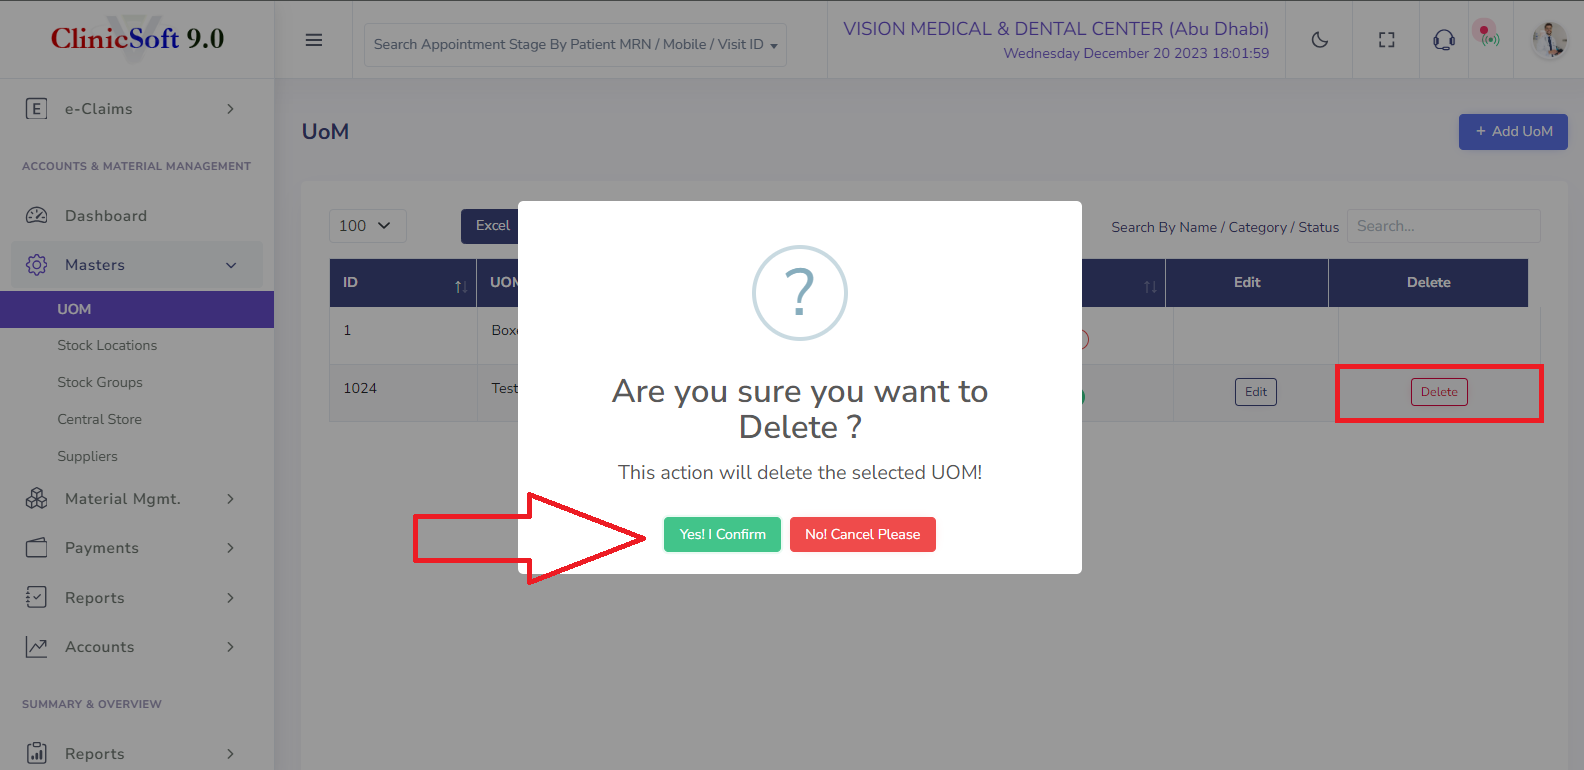 ClinicSoft 9.0
Search Appointment Stage By Patient MRN / Mobile / Visit ID
VISION MEDICAL & DENTAL CENTER (Abu Dhabi)
Wednesday December 20 2023 18:01:59
E e-Claims
ACCOUNTS & MATERIAL MANAGEMENT
Dashboard
Masters
UOM
Stock Locations
Stock Groups
Central Store
Suppliers
Material Mgmt.
Payments
Reports
Accounts
SUMMARY & OVERVIEW
Reports
UoM
+ Add UoM
100
Excel
Search By Name / Category / Status
Search...
ID
Edit
Delete
1
1024
Test
Edit
Delete
?
Are you sure you want to
Delete ?
This action will delete the selected UOM!
Yes! I Confirm
No! Cancel Please